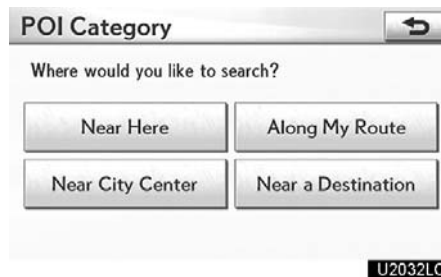 POI Category
Where would you like to search?
Near Here
Along My Route
Near City Center
Near a Destination
U2032LC